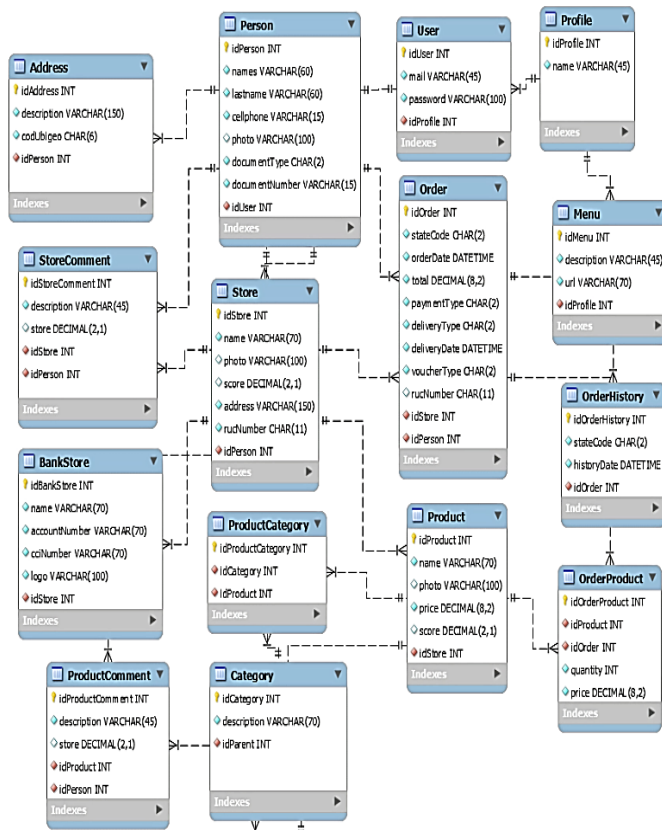 Person
idPerson INT
names VARCHAR(60)
lastname VARCHAR(60)
cellphone VARCHAR(15)
photo VARCHAR(100)
documentType CHAR(2)
documentNumber VARCHAR(15)
idUser INT
Indexes
User
idUser INT
mail VARCHAR(45)
password VARCHAR(100)
idProfile INT
Indexes
Profile
idProfile INT
name VARCHAR(45)
Indexes
Address
idAddress INT
description VARCHAR(150)
codUbigeo CHAR(6)
idPerson INT
Indexes
Order
idOrder INT
stateCode CHAR(2)
orderDate DATETIME
total DECIMAL(8,2)
paymentType CHAR(2)
deliveryType CHAR(2)
deliveryDate DATETIME
voucherType CHAR(2)
rucNumber CHAR(11)
idStore INT
idPerson INT
Indexes
Menu
idMenu INT
description VARCHAR(45)
url VARCHAR(70)
idProfile INT
Indexes
StoreComment
idStoreComment INT
description VARCHAR(45)
store DECIMAL(2,1)
idStore INT
idPerson INT
Indexes
Store
idStore INT
name VARCHAR(70)
photo VARCHAR(100)
score DECIMAL(2,1)
address VARCHAR(150)
rucNumber CHAR(11)
idPerson INT
Indexes
OrderHistory
idOrderHistory INT
stateCode CHAR(2)
historyDate DATETIME
idOrder INT
Indexes
BankStore
idBankStore INT
name VARCHAR(70)
accountNumber VARCHAR(70)
cciNumber VARCHAR(70)
logo VARCHAR(100)
idStore INT
Indexes
ProductCategory
idProductCategory INT
idCategory INT
idProduct INT
Indexes
Product
idProduct INT
name VARCHAR(70)
photo VARCHAR(100)
price DECIMAL(8,2)
score DECIMAL(2,1)
idStore INT
Indexes
OrderProduct
idOrderProduct INT
idProduct INT
idOrder INT
quantity INT
price DECIMAL(8,2)
Indexes
ProductComment
idProductComment INT
description VARCHAR(45)
store DECIMAL(2,1)
idProduct INT
idPerson INT
Indexes
Category
idCategory INT
description VARCHAR(70)
idParent INT
Indexes